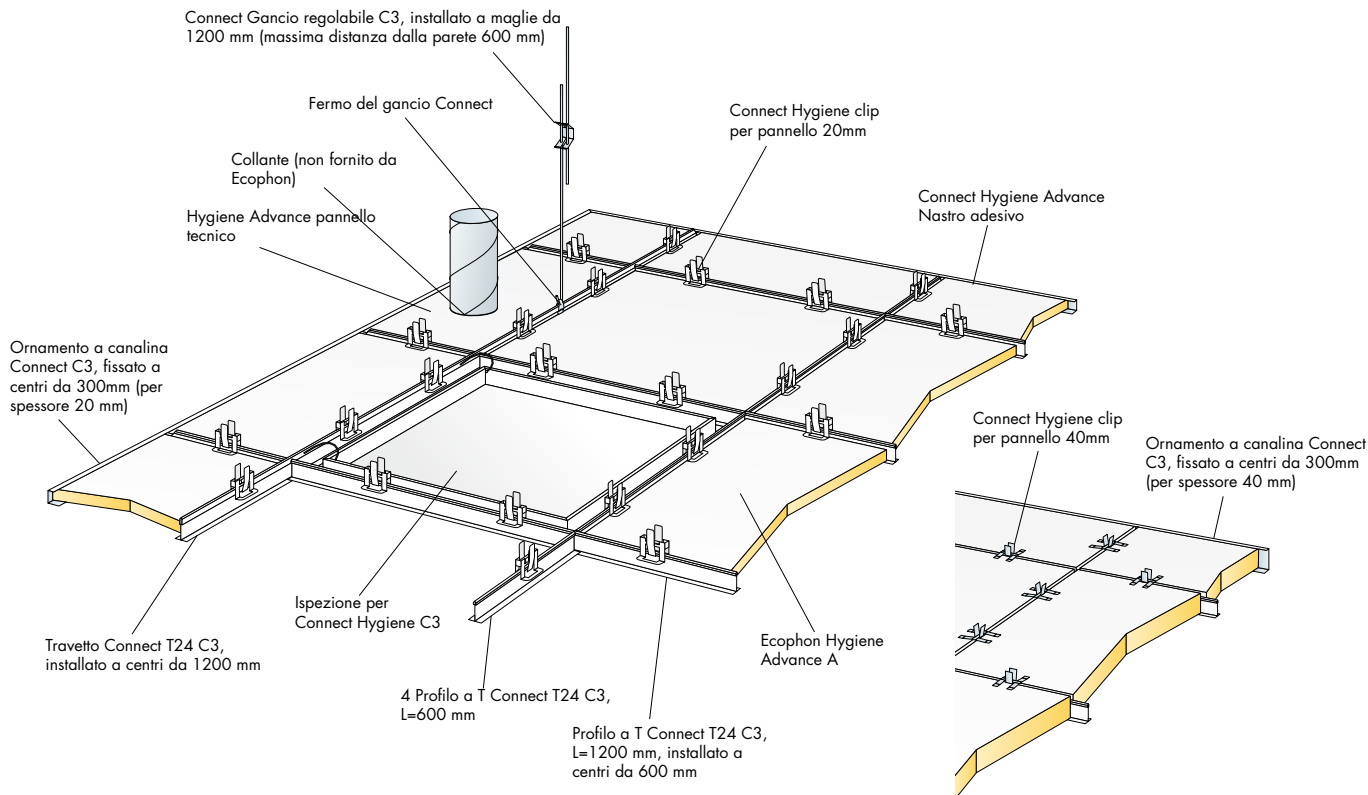 Connect Gancio regolabile C3, installato a maglie da
1200 mm (massima distanza dalla parete 600 mm)
Fermo del gancio Connect
Connect Hygiene clip
per pannello 20mm
Collante (non fornito da
Ecophon)
Connect Hygiene Advance
Nastro adesivo
Hygiene Advance pannello
tecnico
Ornamento a canalina
Connect C3, fissato a
centri da 300mm (per
spessore 20 mm)
Connect Hygiene clip
per pannello 40mm
Ornamento a canalina Connect
C3, fissato a centri da 300mm
(per spessore 40 mm)
Ispezione per
Connect Hygiene C3
Travetto Connect T24 C3,
installato a centri da 1200 mm
Ecophon Hygiene
Advance A
4 Profilo a T Connect T24 C3,
L=600 mm
Profilo a T Connect T24 C3,
L=1200 mm, installato a
centri da 600 mm